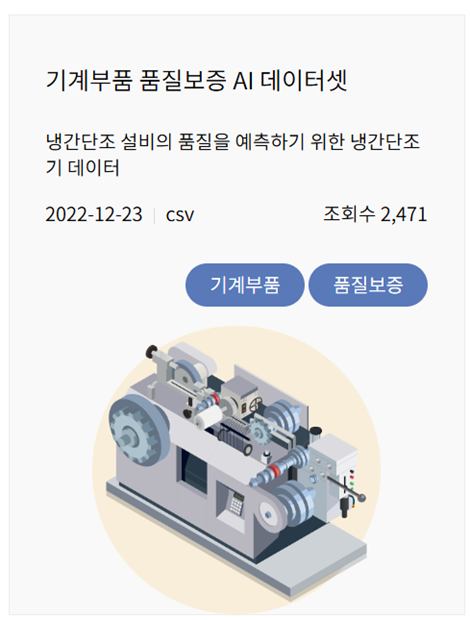 기계부품 품질보증 AI 데이터셋
냉간단조 설비의 품질을 예측하기 위한 냉간단조
기 데이터
2022-12-23 csv 조회수 2,471
기계부품 품질보증